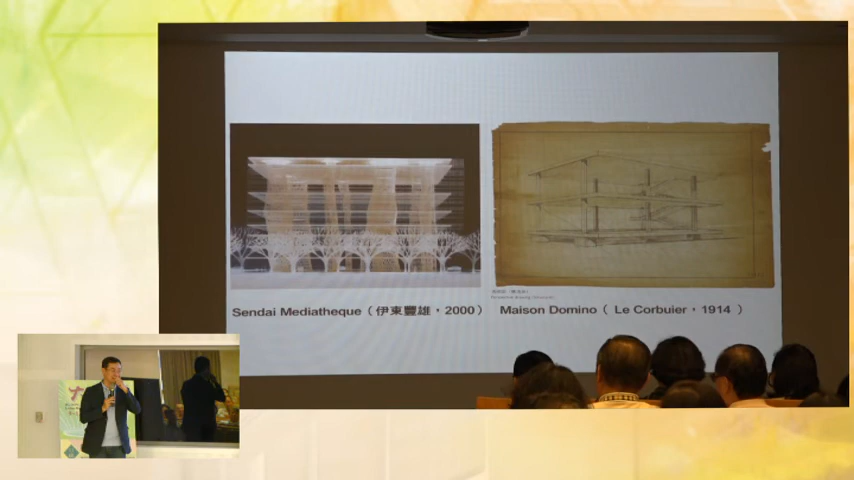 Sendai Mediatheque（伊東豐雄，2000）
Maison Domino（ Le Corbuier，1914 ）